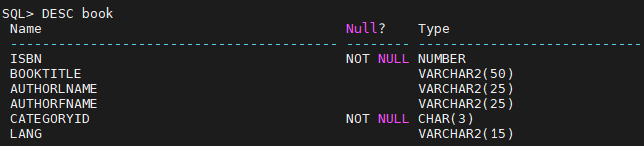 SQL> DESC book
Name Null? Type
----------------------------------------- -------- ----------------------------
ISBN NOT NULL NUMBER
BOOKTITLE VARCHAR2(50)
AUTHORLNAME VARCHAR2(25)
AUTHORFNAME VARCHAR2(25)
CATEGORYID NOT NULL CHAR(3)
LANG VARCHAR2(15)